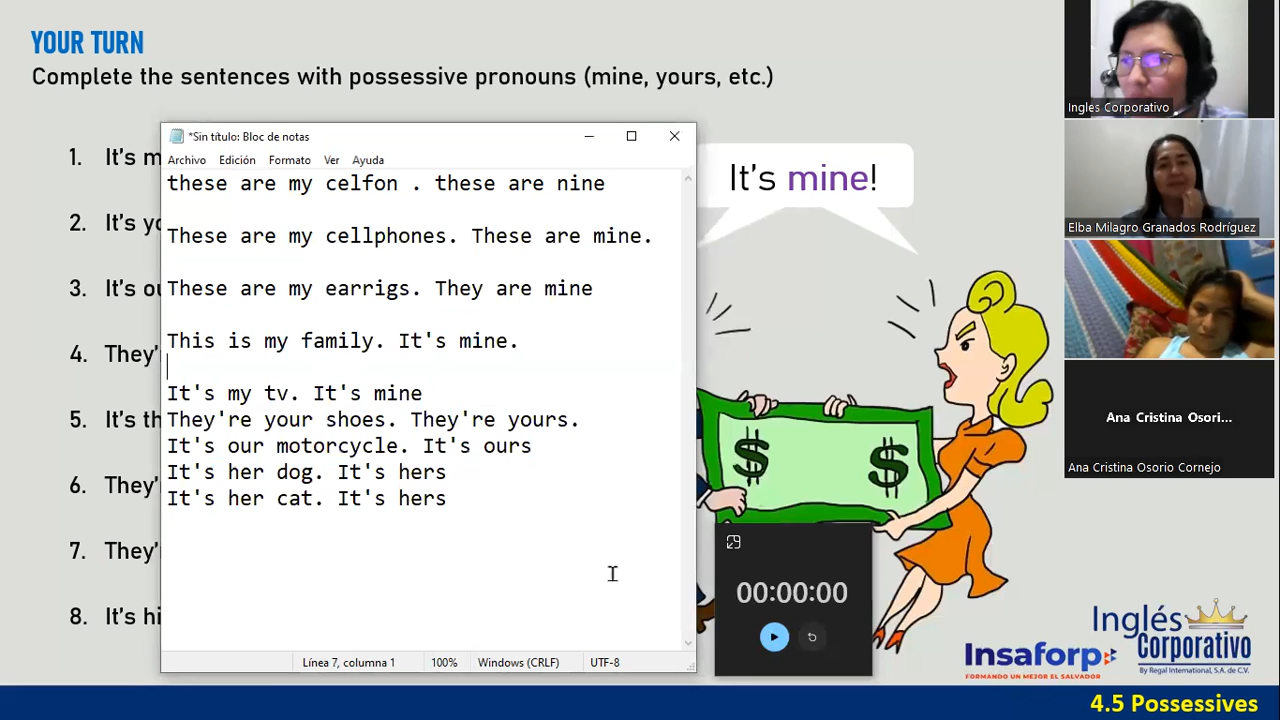 YOUR TURN
Complete the sentences with possessive pronouns (mine, yours, etc.)
1. It's m
2. It's yo
3. It's ou
4. They'
5. It's th
6. They'
7. They'
8. It's hi
*Sin título: Bloc de notas
Archivo Edición Formato Ver Ayuda
these are my celfon . these are nine
These are my cellphones. These are mine.
These are my earrigs. They are mine
This is my family. It's mine.
It's my tv. It's mine
They're your shoes. They're yours.
It's our motorcycle. It's ours
It's her dog. It's hers
It's her cat. It's hers
Línea 7, columna 1 100% Windows (CRLF) UTF-8
It's mine!
$ $
00:00:00
Ingles Corporativo
Elba Milagro Granados Rodríguez
Ana Cristina Osori...
Ana Cristina Osorio Cornejo
Insaforp
FORMANDO UN MEJOR EL SALVADOR
Inglés
Corporativo
By Regal International, S.A. de C.V.
4.5 Possessives